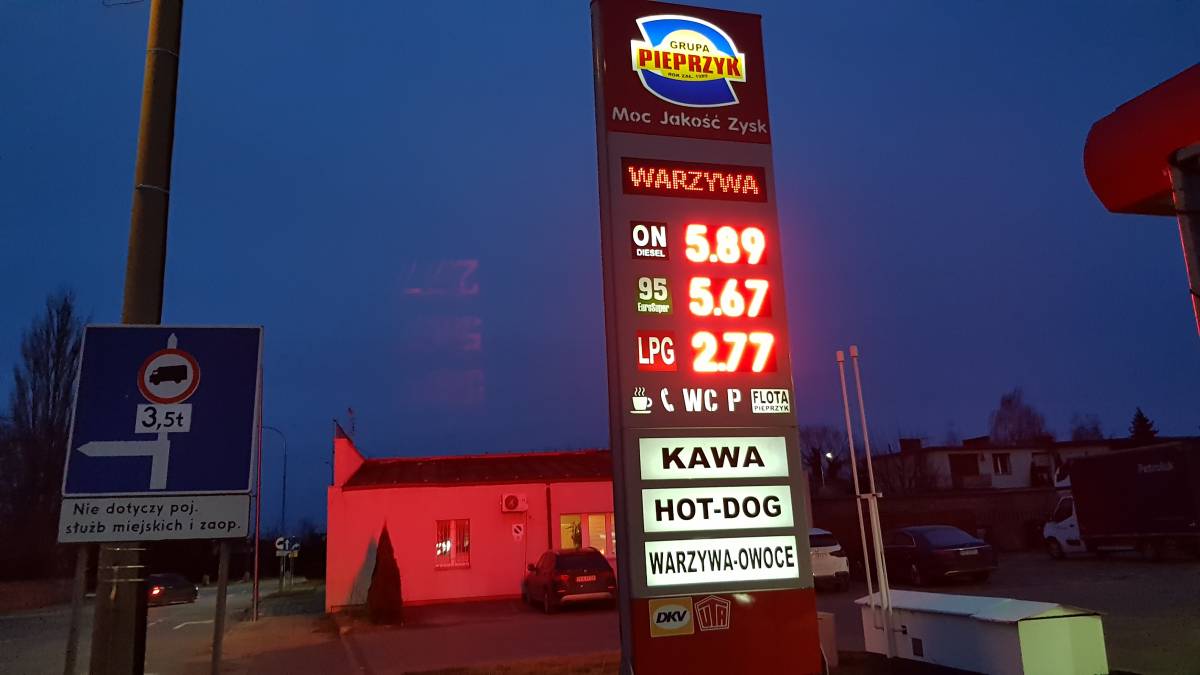 GRUPA
PIEPRZYK
Moc Jakość Zysk
WARZYWA
ON 5.89
DIESEL
95 5.67
EuroSuper
LPG 2.77
WC P FLOTA
PIEPRZYK
KAWA
HOT-DOG
WARZYWA-OWOCE
DKV UTA
3,5t
Nie dotyczy poj.
służb miejskich i zaop.